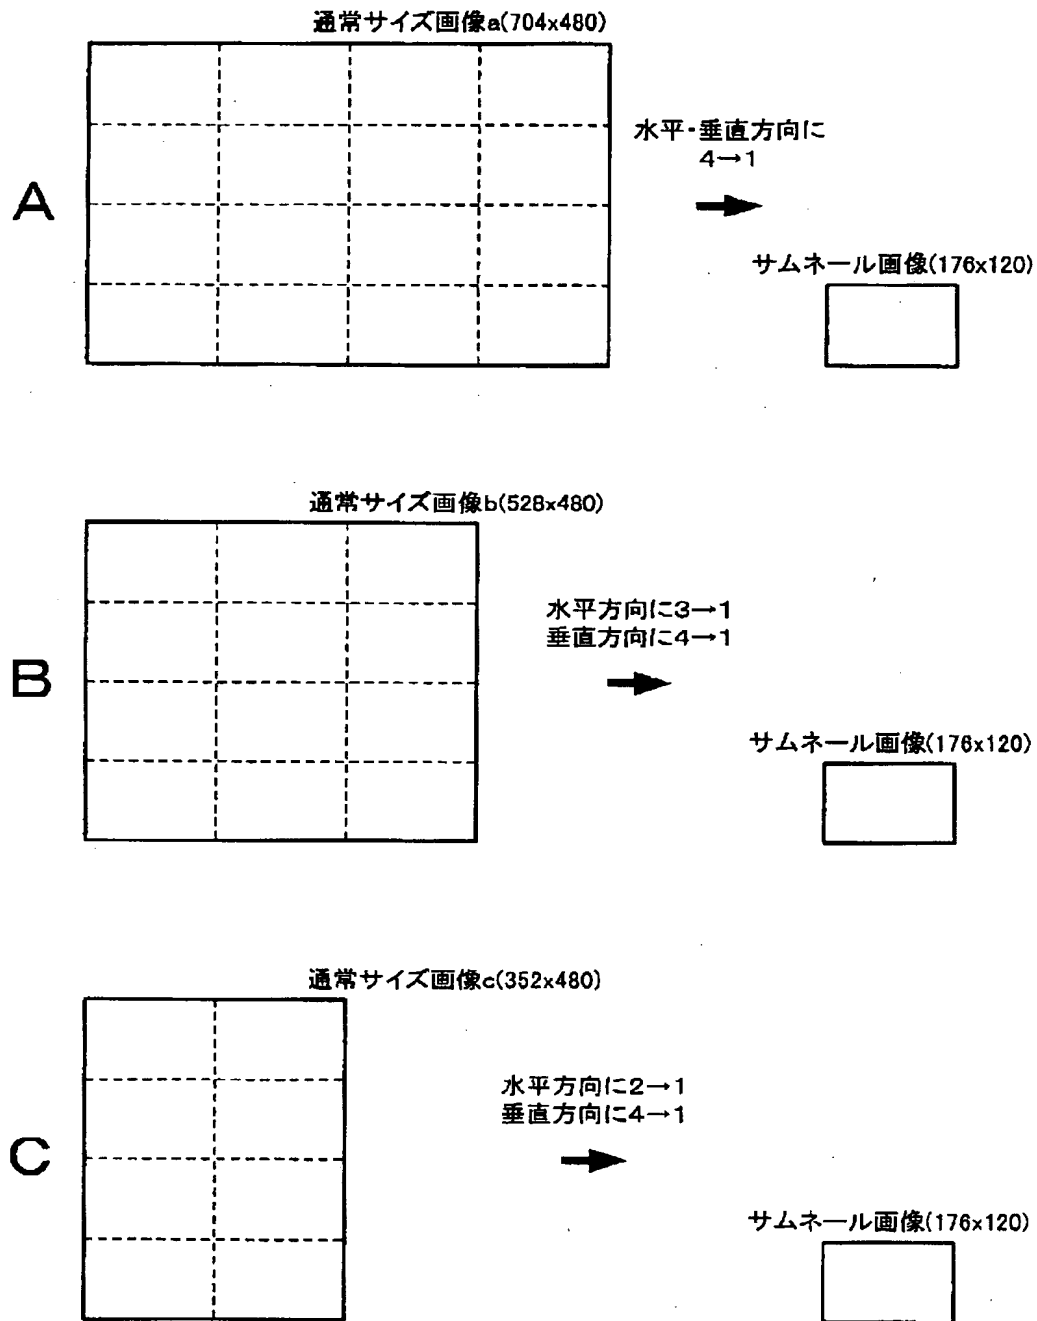 通常サイズ画像a(704x480)
A
水平・垂直方向に
4→1
サムネール画像(176x120)
通常サイズ画像b(528x480)
B
水平方向に3→1
垂直方向に4→1
サムネール画像(176x120)
通常サイズ画像c(352x480)
C
水平方向に2→1
垂直方向に4→1
サムネール画像(176x120)